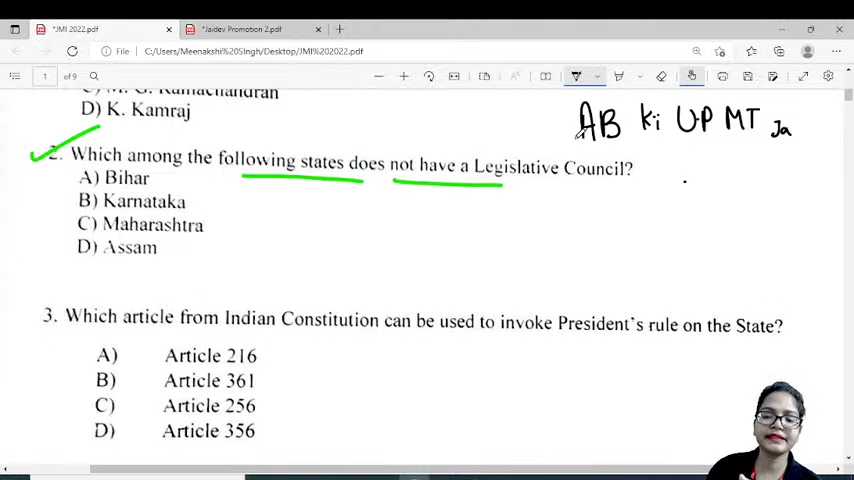 *JMI 2022.pdf
*Jaidev Promotion 2.pdf
File C:/Users/Meenakshi%20SIngh/Desktop/JMI%202022.pdf
1 of 9
C) M. G. Ramachandran
D) K. Kamraj
AB Ki U.P MT Ja
2. Which among the following states does not have a Legislative Council?
A) Bihar
B) Karnataka
C) Maharashtra
D) Assam
3. Which article from Indian Constitution can be used to invoke President's rule on the State?
A) Article 216
B) Article 361
C) Article 256
D) Article 356